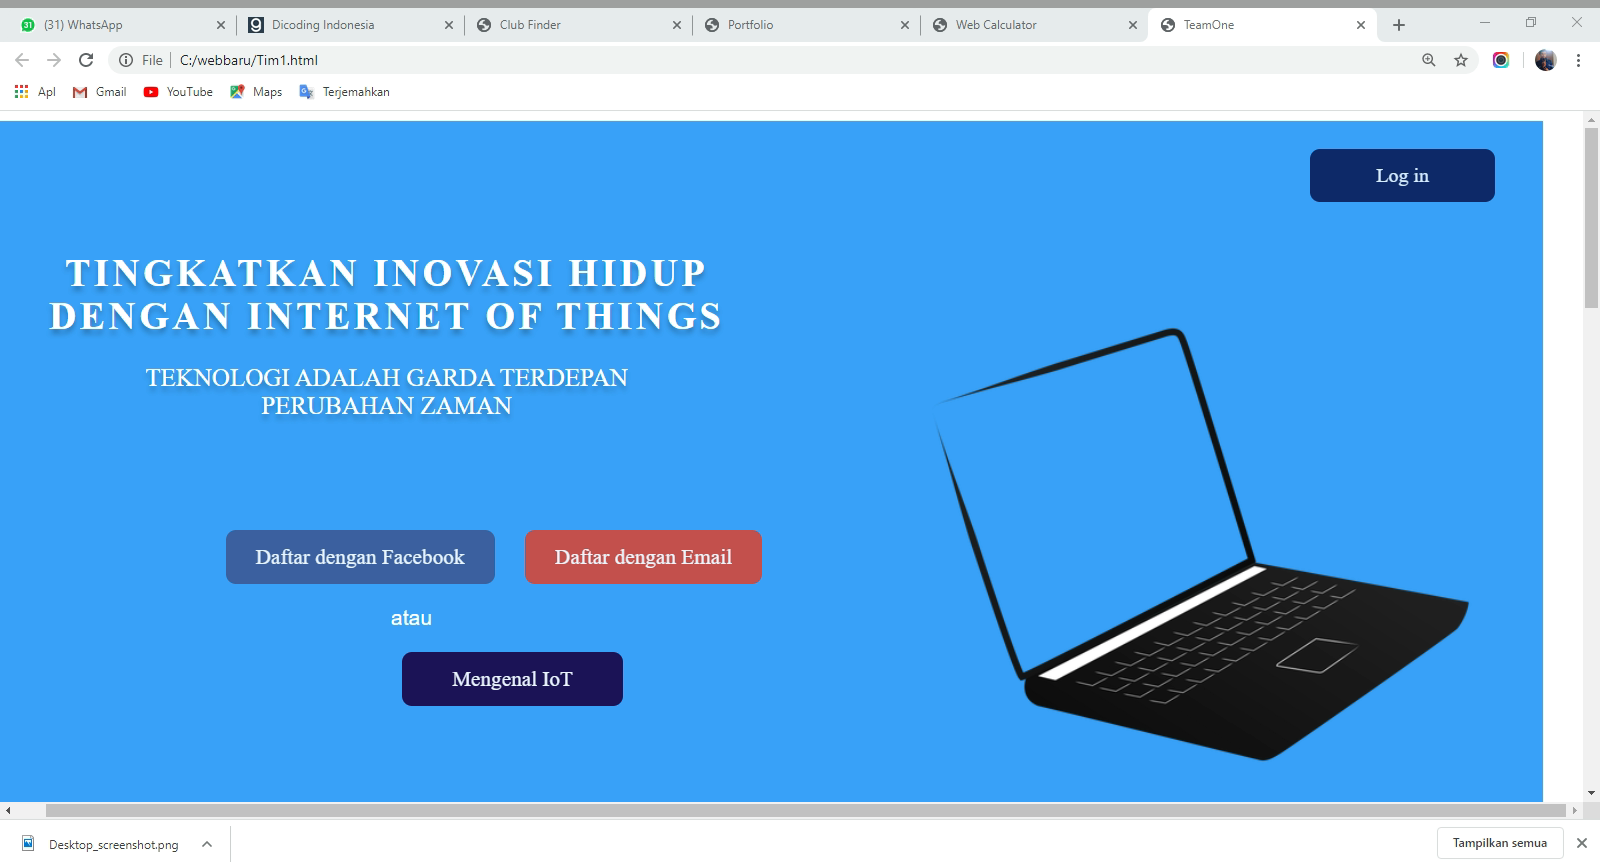 (31) WhatsApp
Dicoding Indonesia
Club Finder
Portfolio
Web Calculator
TeamOne
File
C:/webbaru/Tim1.html
Apl
Gmail
YouTube
Maps
Terjemahkan
Log in
TINGKATKAN INOVASI HIDUP
DENGAN INTERNET OF THINGS
TEKNOLOGI ADALAH GARDA TERDEPAN
PERUBAHAN ZAMAN
Daftar dengan Facebook
Daftar dengan Email
atau
Mengenal IoT
Desktop_screenshot.png
Tampilkan semua